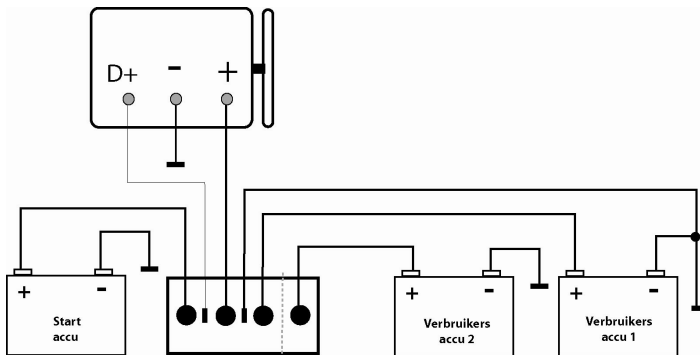 D+ - +
+ -
Start
accu
+ -
Verbruikers
accu 2
+ -
Verbruikers
accu 1